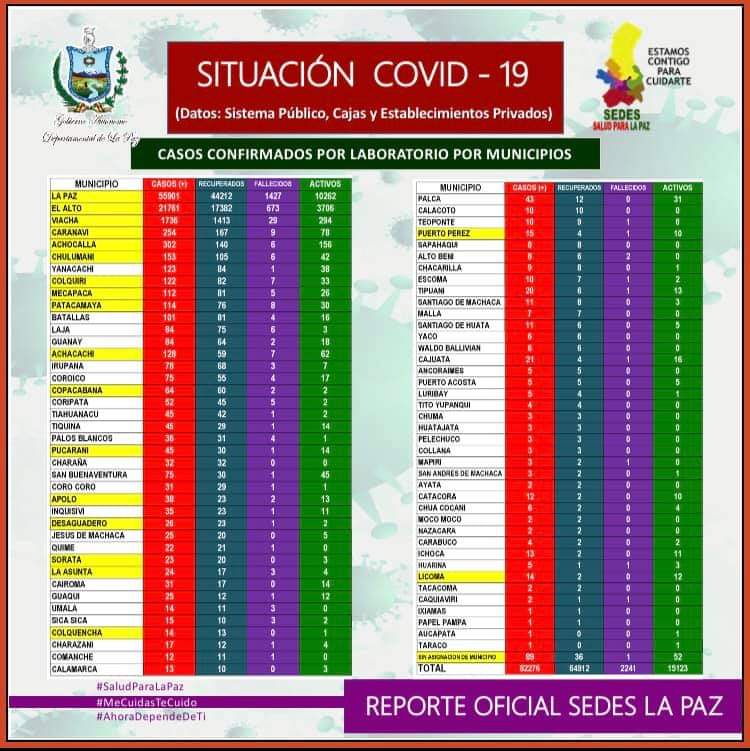 Gobierno Autónomo
Departamental de La Paz
SITUACIÓN COVID - 19
(Datos: Sistema Público, Cajas y Establecimientos Privados)
ESTAMOS
CONTIGO
PARA
CUIDARTE
SEDES
SALUD PARA LA PAZ
CASOS CONFIRMADOS POR LABORATORIO POR MUNICIPIOS
MUNICIPIO CASOS (+) RECUPERADOS FALLECIDOS ACTIVOS
LA PAZ 55901 44212 1427 10262
EL ALTO 21761 17382 673 3706
VIACHA 1736 1413 29 294
CARANAVI 254 167 9 78
ACHOCALLA 302 140 6 156
CHULUMANI 153 105 6 42
YANACACHI 123 84 1 38
COLQUIRI 122 82 7 33
MECAPACA 112 81 5 26
PATACAMAYA 114 76 8 30
BATALLAS 101 81 4 16
LAJA 84 75 6 3
GUANAY 84 64 2 18
ACHACACHI 128 59 7 62
IRUPANA 78 68 3 7
COROICO 75 55 4 17
COPACABANA 64 60 2 2
CORIPATA 52 45 5 2
TIAHUANACU 45 42 1 2
TIQUINA 45 29 1 14
PALOS BLANCOS 36 31 4 1
PUCARANI 45 30 1 14
CHARAÑA 32 32 0 0
SAN BUENAVENTURA 75 30 1 45
CORO CORO 31 29 1 1
APOLO 38 23 2 13
INQUISIVI 35 23 1 11
DESAGUADERO 26 23 1 2
JESUS DE MACHACA 25 20 0 5
QUIME 22 21 1 0
SORATA 23 20 0 3
LA ASUNTA 24 17 3 4
CAIROMA 31 17 0 14
GUAQUI 25 12 1 12
UMALA 14 11 3 0
SICA SICA 15 10 3 2
COLQUENCHA 14 13 0 1
CHARAZANI 17 12 1 4
COMANCHE 12 11 1 0
CALAMARCA 13 10 0 3
MUNICIPIO CASOS (+) RECUPERADOS FALLECIDOS ACTIVOS
PALCA 43 12 0 31
CALACOTO 10 10 0 0
TEOPONTE 10 9 1 0
PUERTO PEREZ 15 4 1 10
SAPAHAQUI 8 8 0 0
ALTO BENI 8 6 2 0
CHACARILLA 9 8 0 1
ESCOMA 10 7 1 2
TIPUANI 20 6 1 13
SANTIAGO DE MACHACA 11 8 0 3
MALLA 7 7 0 0
SANTIAGO DE HUATA 11 6 0 5
YACO 6 6 0 0
WALDO BALLIVIAN 6 6 0 0
CAJUATA 21 4 1 16
ANCORAIMES 5 5 0 0
PUERTO ACOSTA 5 5 0 5
LURIBAY 5 4 0 1
TITO YUPANQUI 4 4 0 0
CHUMA 3 3 0 0
HUATAJATA 3 3 0 0
PELECHUCO 3 3 0 0
COLLANA 3 3 0 0
MAPIRI 3 2 1 0
SAN ANDRES DE MACHACA 3 2 0 1
AYATA 2 2 0 0
CATACORA 12 2 0 10
CHUA COCANI 6 2 0 4
MOCO MOCO 2 2 0 0
NAZACARA 2 2 0 0
CARABUCO 4 2 0 2
ICHOCA 13 2 0 11
HUARINA 5 1 1 3
LICOMA 14 2 0 12
TACACOMA 2 2 0 0
CAQUIAVIRI 2 1 1 0
IXIAMAS 1 1 0 0
PAPEL PAMPA 1 1 0 0
AUCAPATA 1 0 0 1
TARACO 1 0 0 1
SIN ASIGNACION DE MUNICIPIO 89 36 1 52
TOTAL 82276 64912 2241 15123
#SaludParaLaPaz
#MeCuidasTeCuido
#AhoraDependeDeTi
REPORTE OFICIAL SEDES LA PAZ